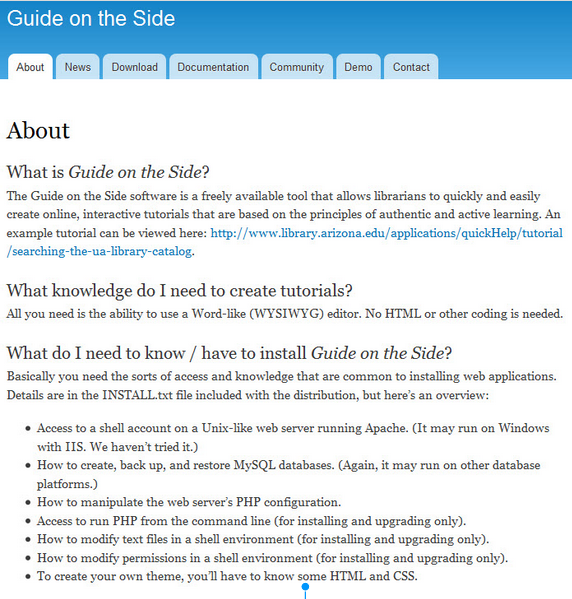 Guide on the Side
About
News
Download
Documentation
Community
Demo
Contact
About
What is Guide on the Side?
The Guide on the Side software is a freely available tool that allows librarians to quickly and easily
create online, interactive tutorials that are based on the principles of authentic and active learning. An
example tutorial can be viewed here: http://www.library.arizona.edu/applications/quickHelp/tutorial
/searching-the-ua-library-catalog.
What knowledge do I need to create tutorials?
All you need is the ability to use a Word-like (WYSIWYG) editor. No HTML or other coding is needed.
What do I need to know / have to install Guide on the Side?
Basically you need the sorts of access and knowledge that are common to installing web applications.
Details are in the INSTALL.txt file included with the distribution, but here's an overview:
• Access to a shell account on a Unix-like web server running Apache. (It may run on Windows
with IIS. We haven't tried it.)
• How to create, back up, and restore MySQL databases. (Again, it may run on other database
platforms.)
• How to manipulate the web server's PHP configuration.
• Access to run PHP from the command line (for installing and upgrading only).
• How to modify text files in a shell environment (for installing and upgrading only).
• How to modify permissions in a shell environment (for installing and upgrading only).
• To create your own theme, you'll have to know some HTML and CSS.